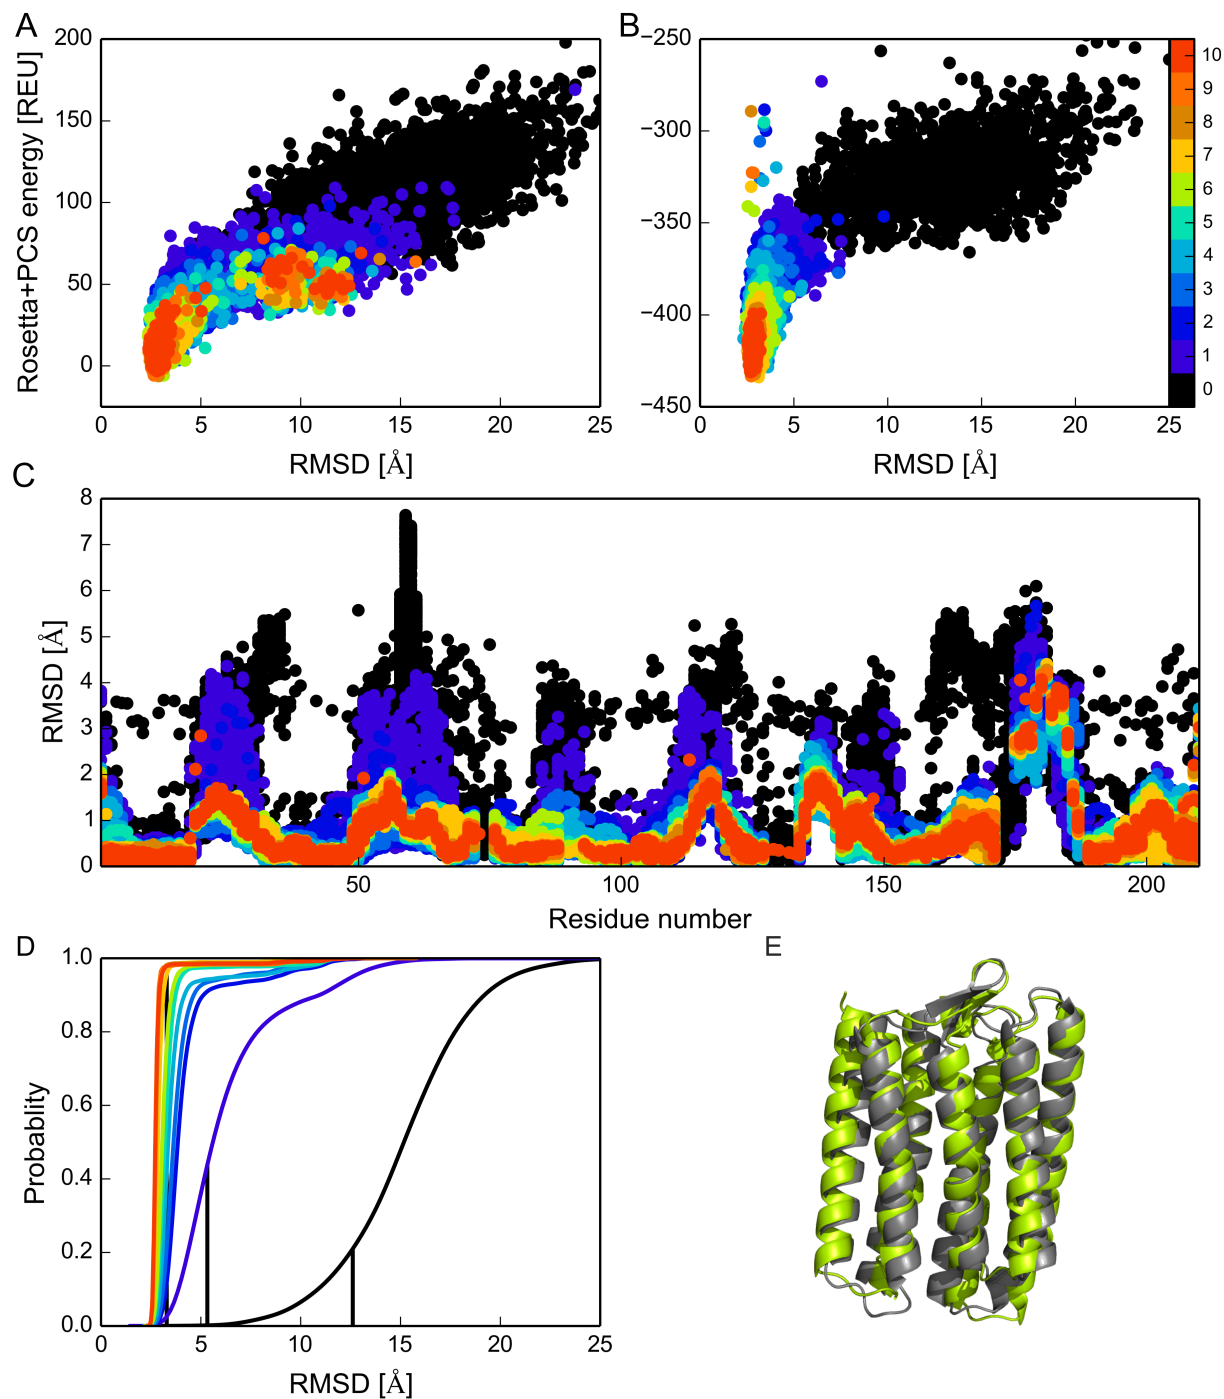 A
B
200
150
100
50
0
Rosetta+PCS energy [REU]
0 5 10 15 20 25
RMSD [Å]
−250
−300
−350
−400
−450
0 5 10 15 20 25
RMSD [Å]
10
9
8
7
6
5
4
3
2
1
0
C
8
7
6
5
4
3
2
1
0
RMSD [Å]
50 100 150 200
Residue number
D
1.0
0.8
0.6
0.4
0.2
0.0
Probablity
0 5 10 15 20 25
RMSD [Å]
E